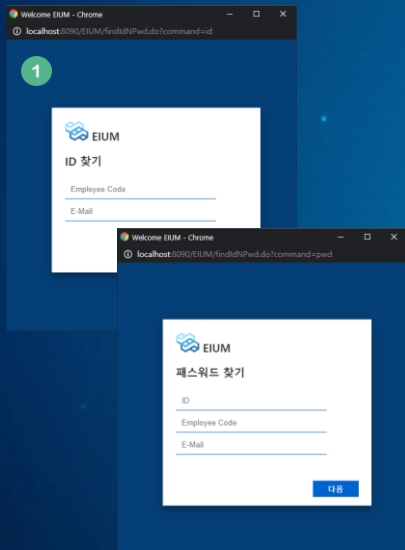 Welcome EIUM - Chrome
localhost:8090/EIUM/findIdNPwd.do?command=id
1
EIUM
ID 찾기
Employee Code
E-Mail
Welcome EIUM - Chrome
localhost:8090/EIUM/findIdNPwd.do?command=pwd
EIUM
패스워드 찾기
ID
Employee Code
E-Mail
다음